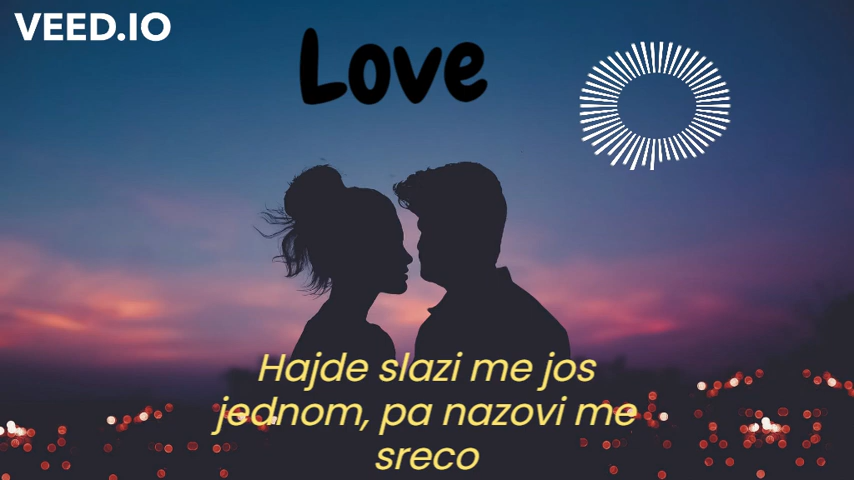 VEED.IO
Love
Hajde slazi me jos
jednom, pa nazovi me
sreco